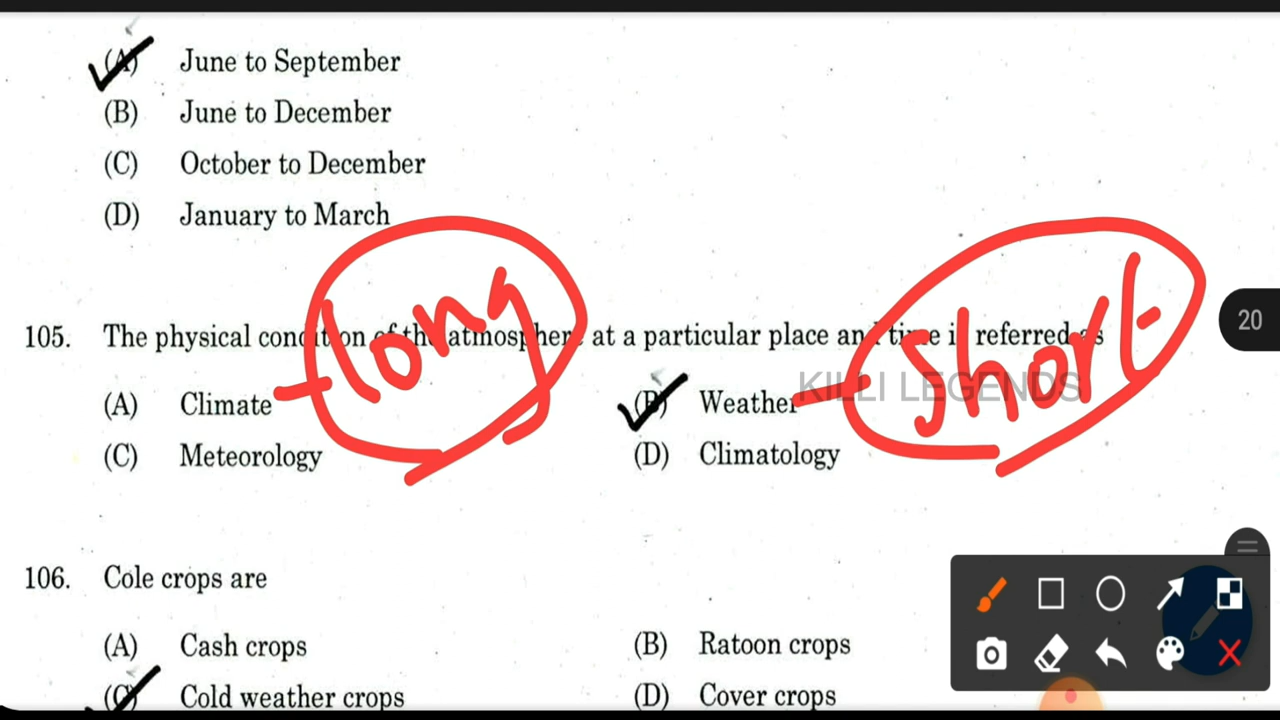 (A) June to September
(B) June to December
(C) October to December
(D) January to March
105. The physical condition of the atmosphere at a particular place and time is referred as
long
short
(A) Climate
(B) Weather
KILLI LEGENDS
(C) Meteorology
(D) Climatology
20
106. Cole crops are
(A) Cash crops
(B) Ratoon crops
(C) Cold weather crops
(D) Cover crops